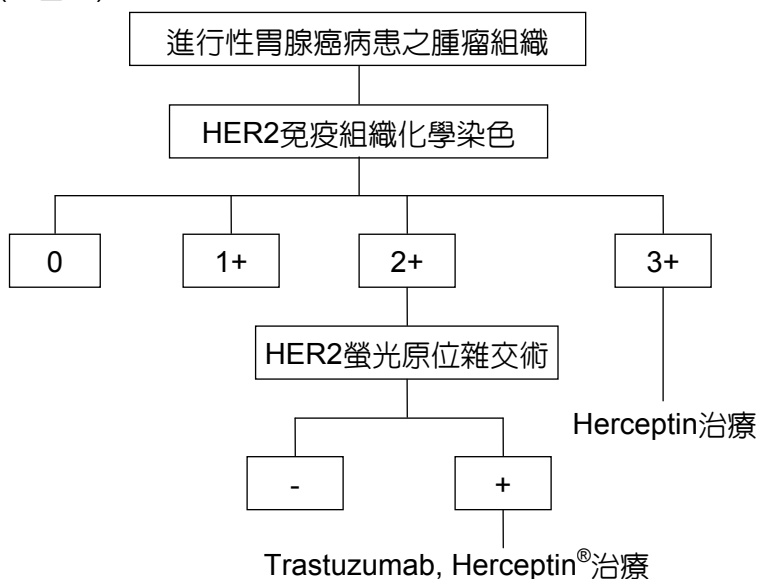 進行性胃腺癌病患之腫瘤組織
HER2免疫組織化學染色
0
1+
2+
3+
HER2螢光原位雜交術
Herceptin治療
-
+
Trastuzumab, Herceptin®治療